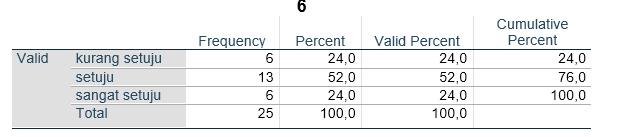 6
Frequency Percent Valid Percent Cumulative Percent
Valid kurang setuju 6 24,0 24,0 24,0
setuju 13 52,0 52,0 76,0
sangat setuju 6 24,0 24,0 100,0
Total 25 100,0 100,0